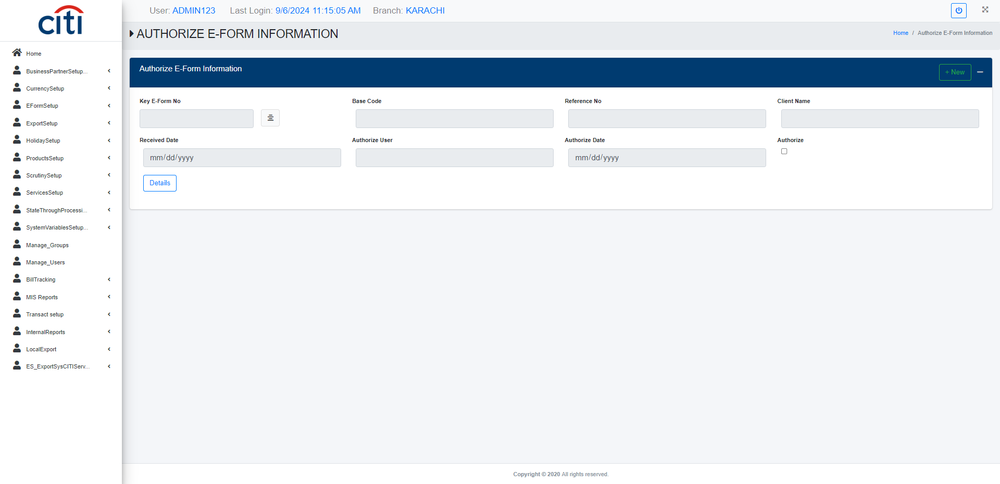 citi
User: ADMIN123 Last Login: 9/6/2024 11:15:05 AM Branch: KARACHI
AUTHORIZE E-FORM INFORMATION
Home / Authorize E-Form Information
Home
BusinessPartnerSetup...
CurrencySetup
EFormSetup
ExportSetup
HolidaySetup
ProductsSetup
ScrutinySetup
ServicesSetup
StateThroughProcessi...
SystemVariablesSetup...
Manage_Groups
Manage_Users
BillTracking
MIS Reports
Transact setup
InternalReports
LocalExport
ES_ExportSysCITIServ...
Authorize E-Form Information
+ New
Key E-Form No Base Code Reference No Client Name
Received Date Authorize User Authorize Date Authorize
mm/dd/yyyy mm/dd/yyyy
Details
Copyright © 2020 All rights reserved.